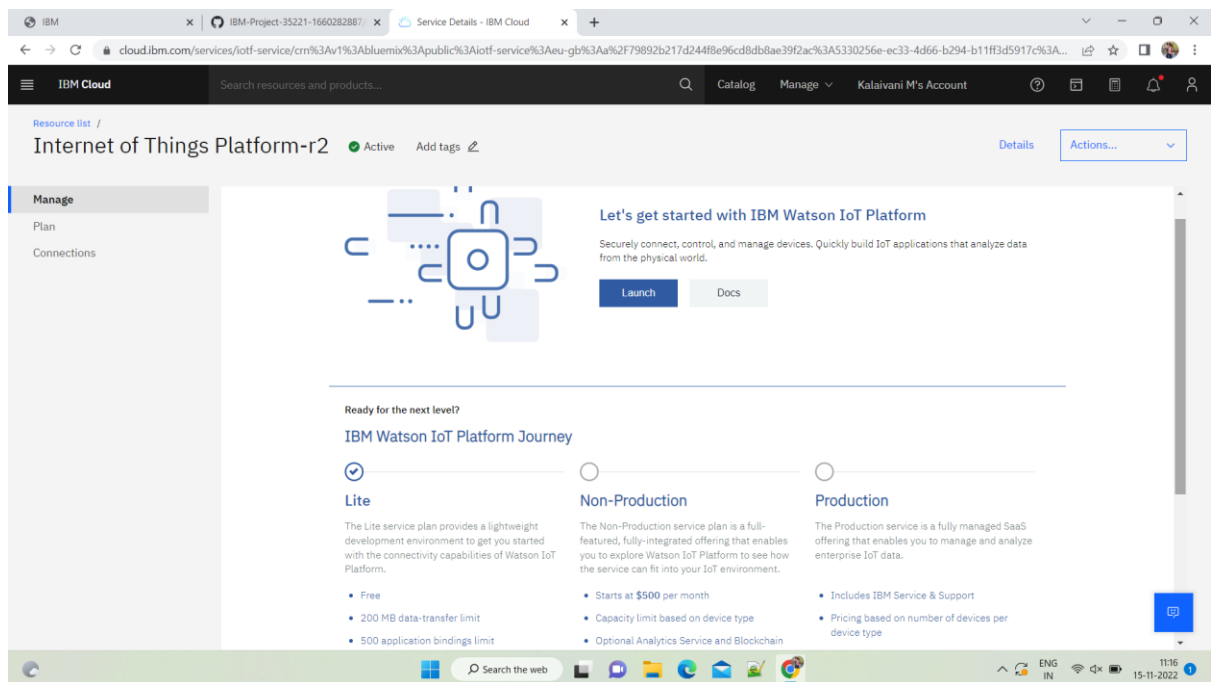 IBM
IBM-Project-35221-1660282887/
Service Details - IBM Cloud
cloud.ibm.com/services/iotf-service/crn%3Av1%3Abluemix%3Apublic%3Aiotf-service%3Aeu-gb%3Aa%2F79892b217d244f8e96cd8db8ae39f2ac%3A5330256e-ec33-4d66-b294-b11ff3d5917c%3A...
IBM Cloud
Search resources and products...
Catalog
Manage
Kalaivani M's Account
Resource list /
Internet of Things Platform-r2
Active
Add tags
Details
Actions...
Manage
Plan
Connections
Let's get started with IBM Watson IoT Platform
Securely connect, control, and manage devices. Quickly build IoT applications that analyze data
from the physical world.
Launch
Docs
Ready for the next level?
IBM Watson IoT Platform Journey
Lite
The Lite service plan provides a lightweight
development environment to get you started
with the connectivity capabilities of Watson IoT
Platform.
• Free
• 200 MB data-transfer limit
• 500 application bindings limit
Non-Production
The Non-Production service plan is a full-
featured, fully-integrated offering that enables
you to explore Watson IoT Platform to see how
the service can fit into your IoT environment.
• Starts at $500 per month
• Capacity limit based on device type
• Optional Analytics Service and Blockchain
Production
The Production service is a fully managed SaaS
offering that enables you to manage and analyze
enterprise IoT data.
• Includes IBM Service & Support
• Pricing based on number of devices per
device type
Search the web
ENG
IN
11:16
15-11-2022
1